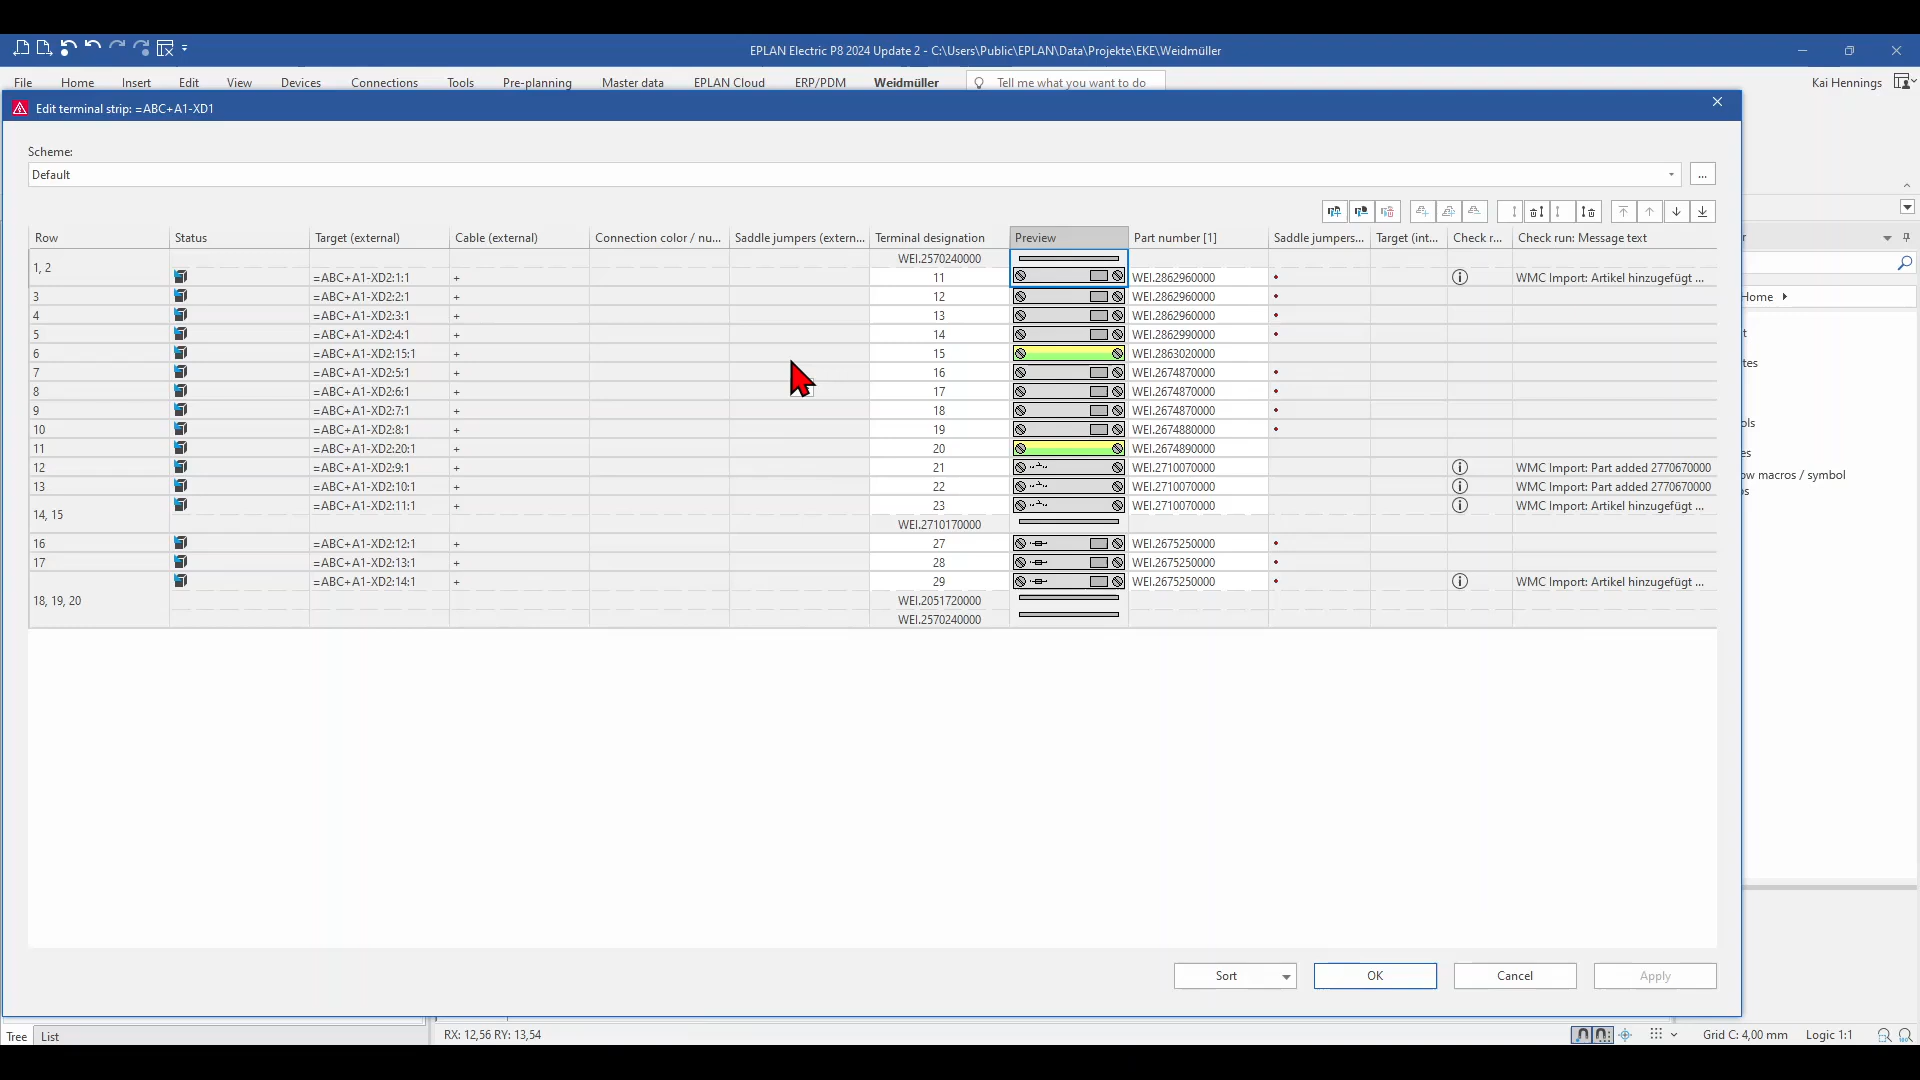 EPLAN Electric P8 2024 Update 2 - C:\Users\Public\EPLAN\Data\Projekte\EKE\Weidmüller
File Home Insert Edit View Devices Connections Tools Pre-planning Master data EPLAN Cloud ERP/PDM Weidmüller Tell me what you want to do Kai Hennings
Edit terminal strip: =ABC+A1-XD1
Scheme:
Default
...
Row Status Target (external) Cable (external) Connection color / nu... Saddle jumpers (extern... Terminal designation Preview Part number [1] Saddle jumpers... Target (int... Check r... Check run: Message text
WEI.2570240000
1, 2 =ABC+A1-XD2:1:1 + 11 WEI.2862960000 WMC Import: Artikel hinzugefügt ...
3 =ABC+A1-XD2:2:1 + 12 WEI.2862960000
4 =ABC+A1-XD2:3:1 + 13 WEI.2862960000
5 =ABC+A1-XD2:4:1 + 14 WEI.2862990000
6 =ABC+A1-XD2:15:1 + 15 WEI.2863020000
7 =ABC+A1-XD2:5:1 + 16 WEI.2674870000
8 =ABC+A1-XD2:6:1 + 17 WEI.2674870000
9 =ABC+A1-XD2:7:1 + 18 WEI.2674870000
10 =ABC+A1-XD2:8:1 + 19 WEI.2674880000
11 =ABC+A1-XD2:20:1 + 20 WEI.2674890000
12 =ABC+A1-XD2:9:1 + 21 WEI.2710070000 WMC Import: Part added 2770670000
13 =ABC+A1-XD2:10:1 + 22 WEI.2710070000 WMC Import: Part added 2770670000
14, 15 =ABC+A1-XD2:11:1 + 23 WEI.2710070000 WMC Import: Artikel hinzugefügt ...
WEI.2710170000
16 =ABC+A1-XD2:12:1 + 27 WEI.2675250000
17 =ABC+A1-XD2:13:1 + 28 WEI.2675250000
=ABC+A1-XD2:14:1 + 29 WEI.2675250000 WMC Import: Artikel hinzugefügt ...
18, 19, 20 WEI.2051720000
WEI.2570240000
Home
ow macros / symbol
Sort OK Cancel Apply
Tree List RX: 12,56 RY: 13,54 Grid C: 4,00 mm Logic 1:1